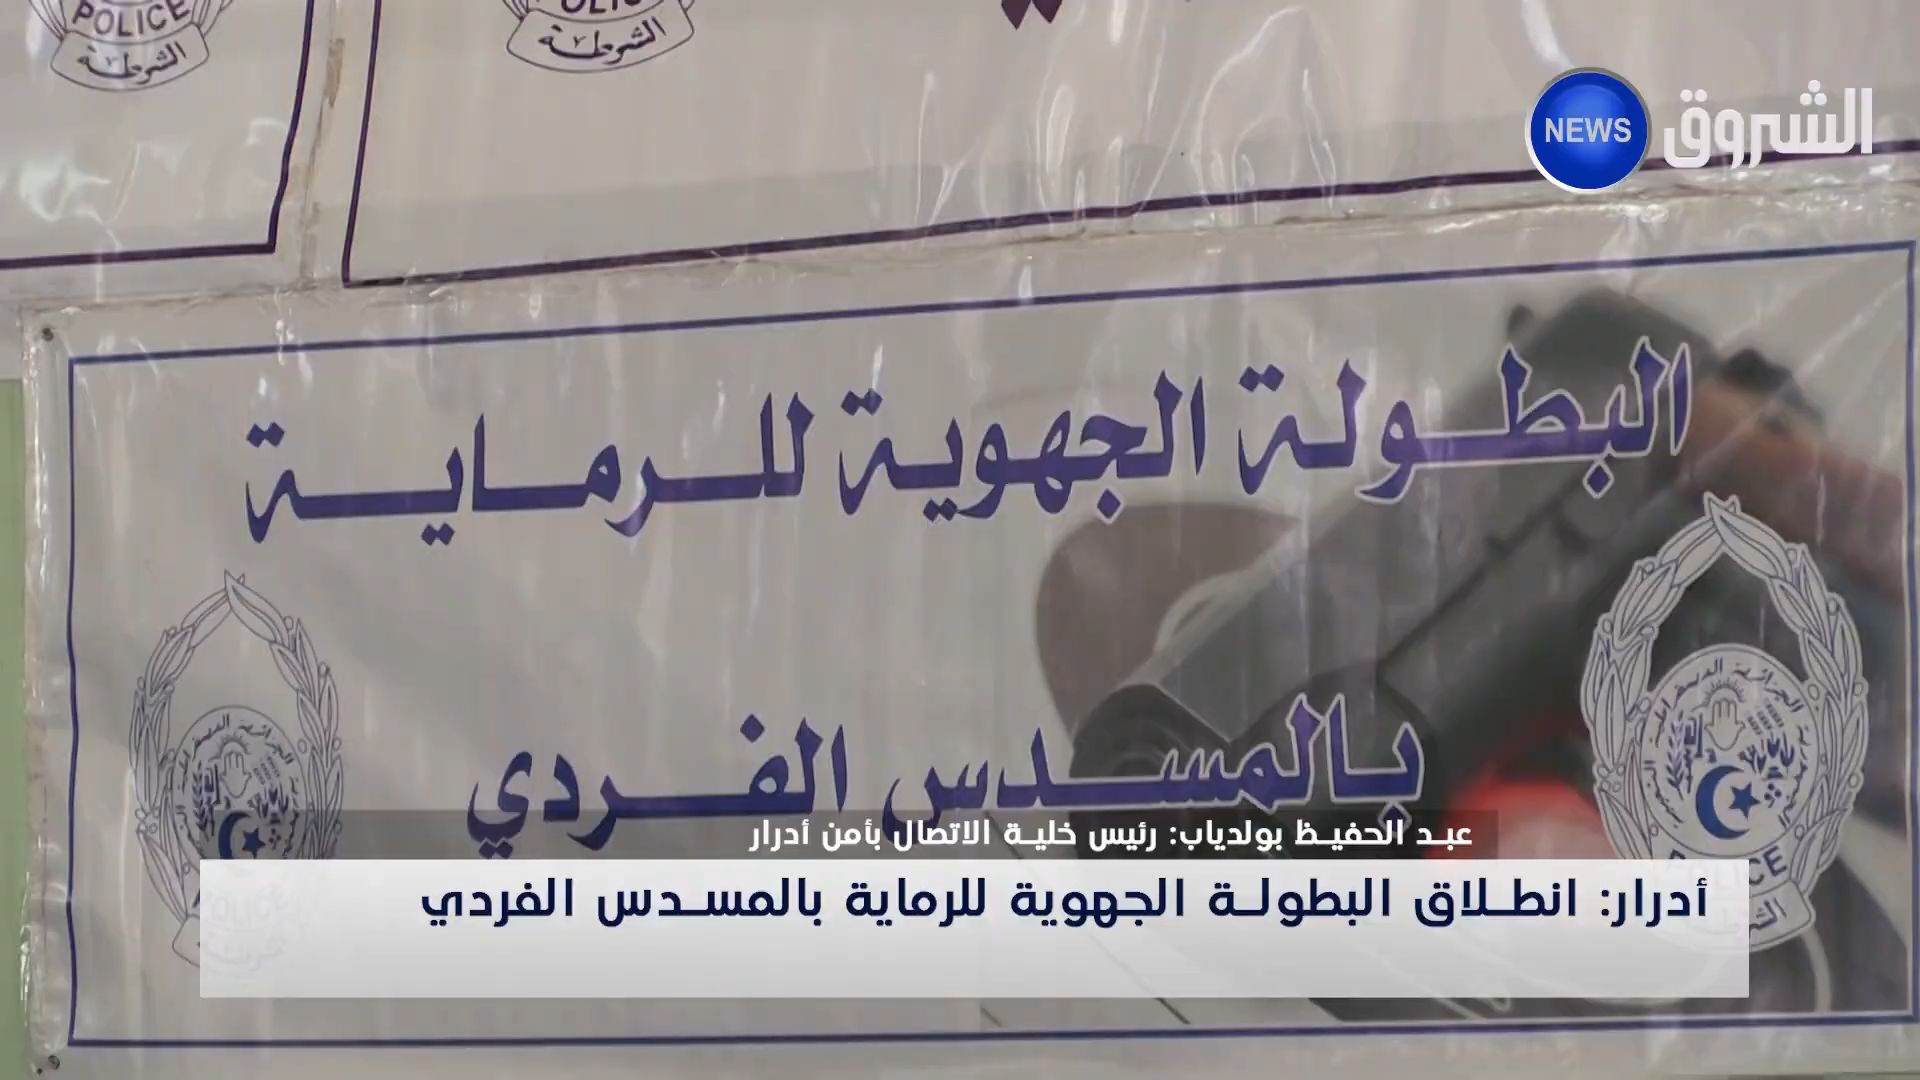 POLICE
الشرطة
الشرطة
NEWS
الشروق
البطولة الجهوية للرماية
بالمسدس الفردي
عبد الحفيظ بولدياب: رئيس خلية الاتصال بأمن أدرار
أدرار: انطلاق البطولة الجهوية للرماية بالمسدس الفردي